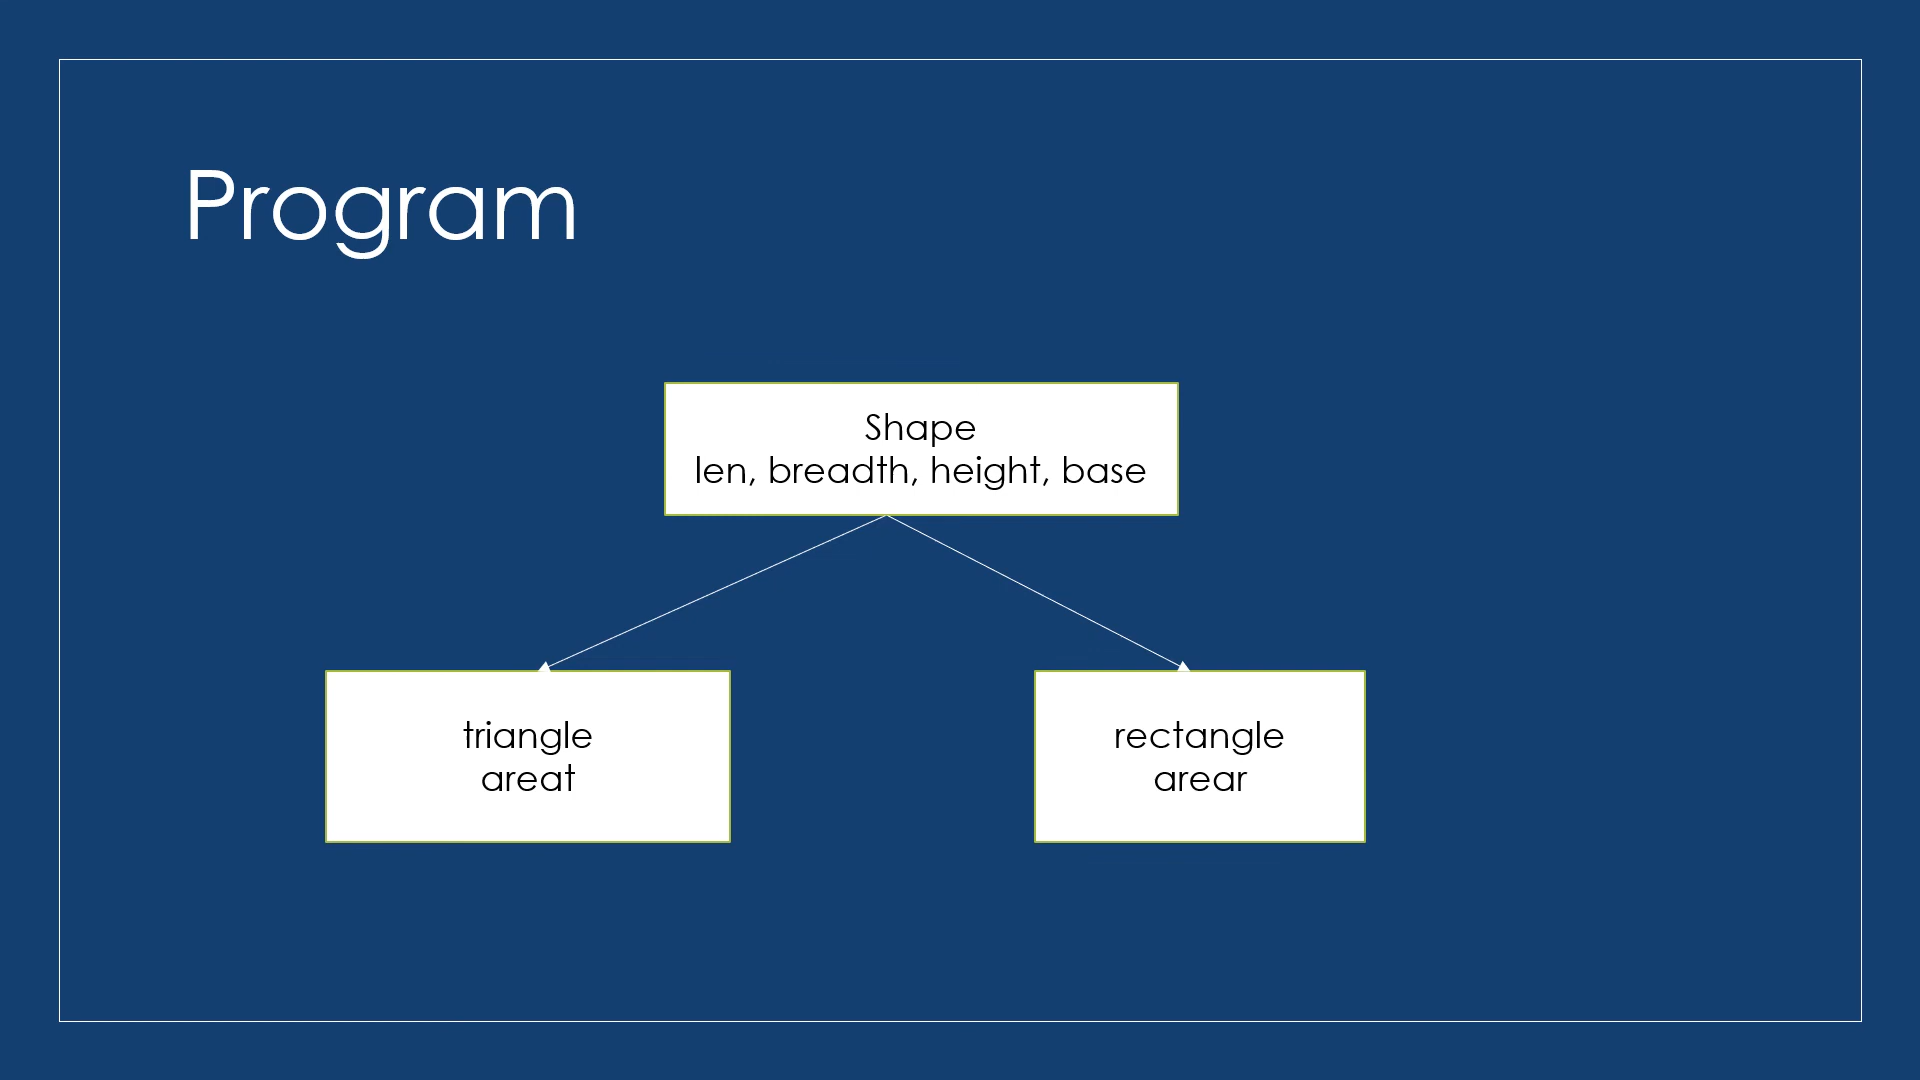 Program
Shape
len, breadth, height, base
triangle
areat
rectangle
arear